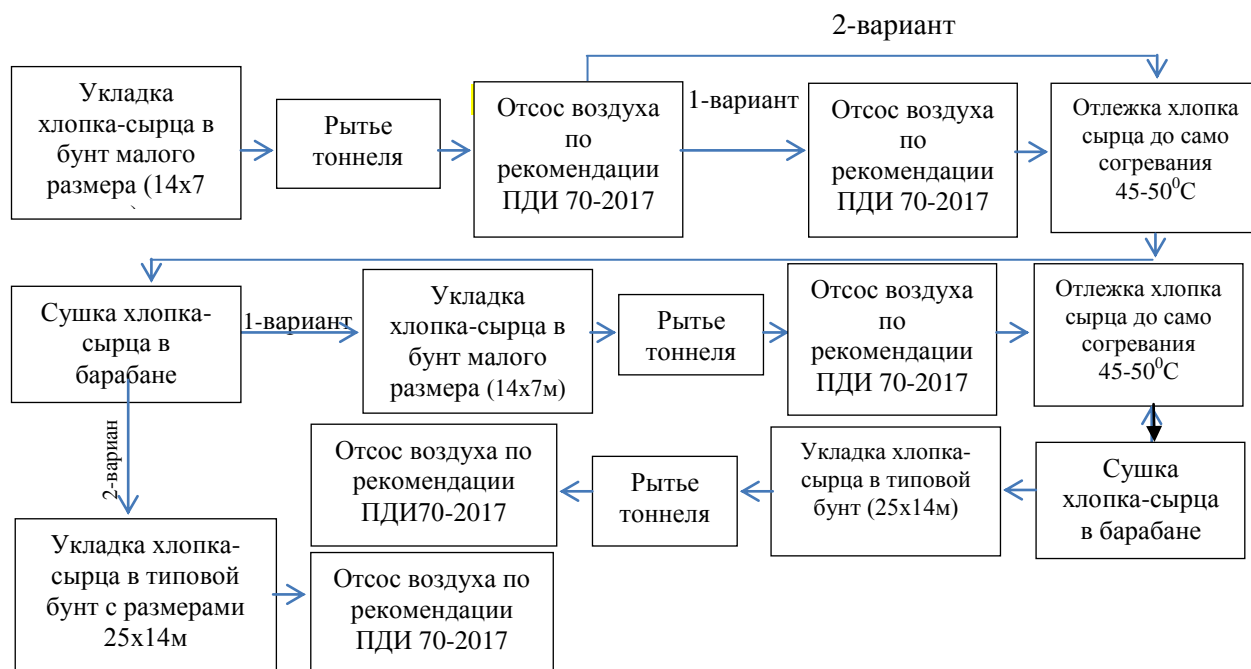 2-вариант
Укладка
хлопка-сырца в
бунт малого
размера (14х7
Рытье
тоннеля
Отсос воздуха
по
рекомендации
ПДИ 70-2017
1-вариант
Отсос воздуха
по
рекомендации
ПДИ 70-2017
Отлежка хлопка
сырца до само
согревания
45-50⁰С
Сушка хлопка-
сырца в
барабане
1-вариант
Укладка
хлопка-сырца в
бунт малого
размера (14х7м)
Рытье
тоннеля
Отсос воздуха
по
рекомендации
ПДИ 70-2017
Отлежка хлопка
сырца до само
согревания
45-50⁰С
2-вариан
Отсос воздуха по
рекомендации
ПДИ70-2017
Рытье
тоннеля
Укладка хлопка-
сырца в типовой
бунт (25х14м)
Сушка
хлопка-сырца
в барабане
Укладка хлопка-
сырца в типовой
бунт с размерами
25х14м
Отсос воздуха по
рекомендации
ПДИ 70-2017